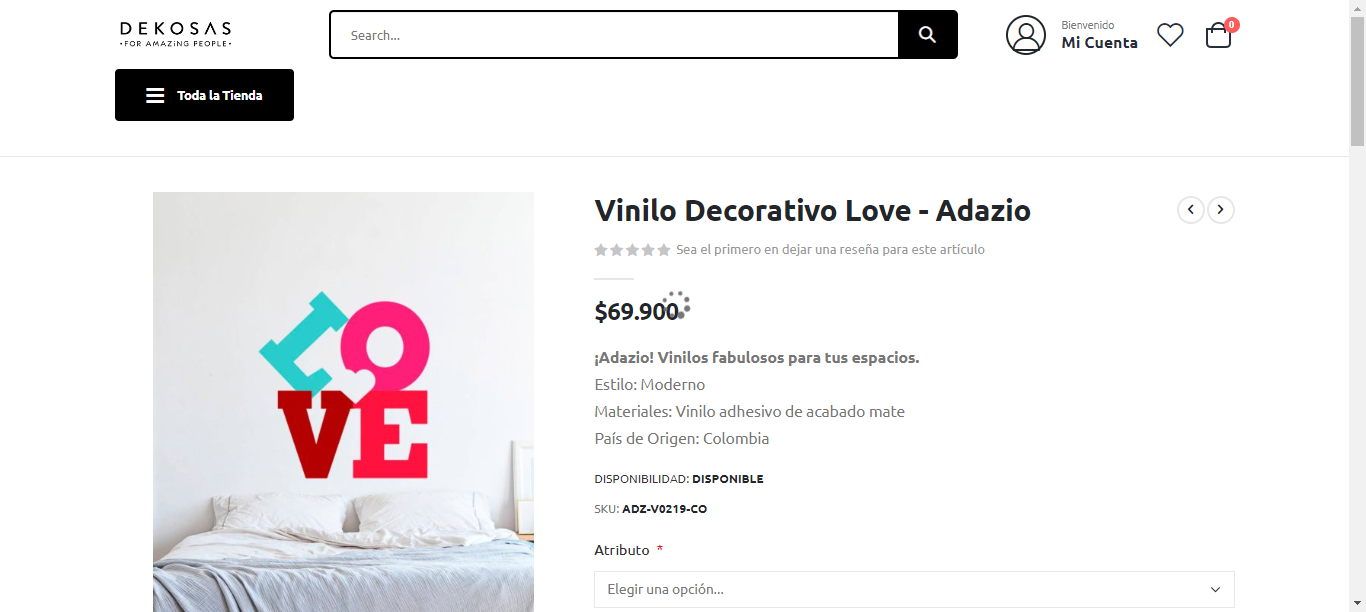 DEKOSAS
•FOR AMAZING PEOPLE•
Search...
Bienvenido
Mi Cuenta
0
Toda la Tienda
Vinilo Decorativo Love - Adazio
Sea el primero en dejar una reseña para este artículo
$69.900
LOVE
¡Adazio! Vinilos fabulosos para tus espacios.
Estilo: Moderno
Materiales: Vinilo adhesivo de acabado mate
País de Origen: Colombia
DISPONIBILIDAD: DISPONIBLE
SKU: ADZ-V0219-CO
Atributo *
Elegir una opción...